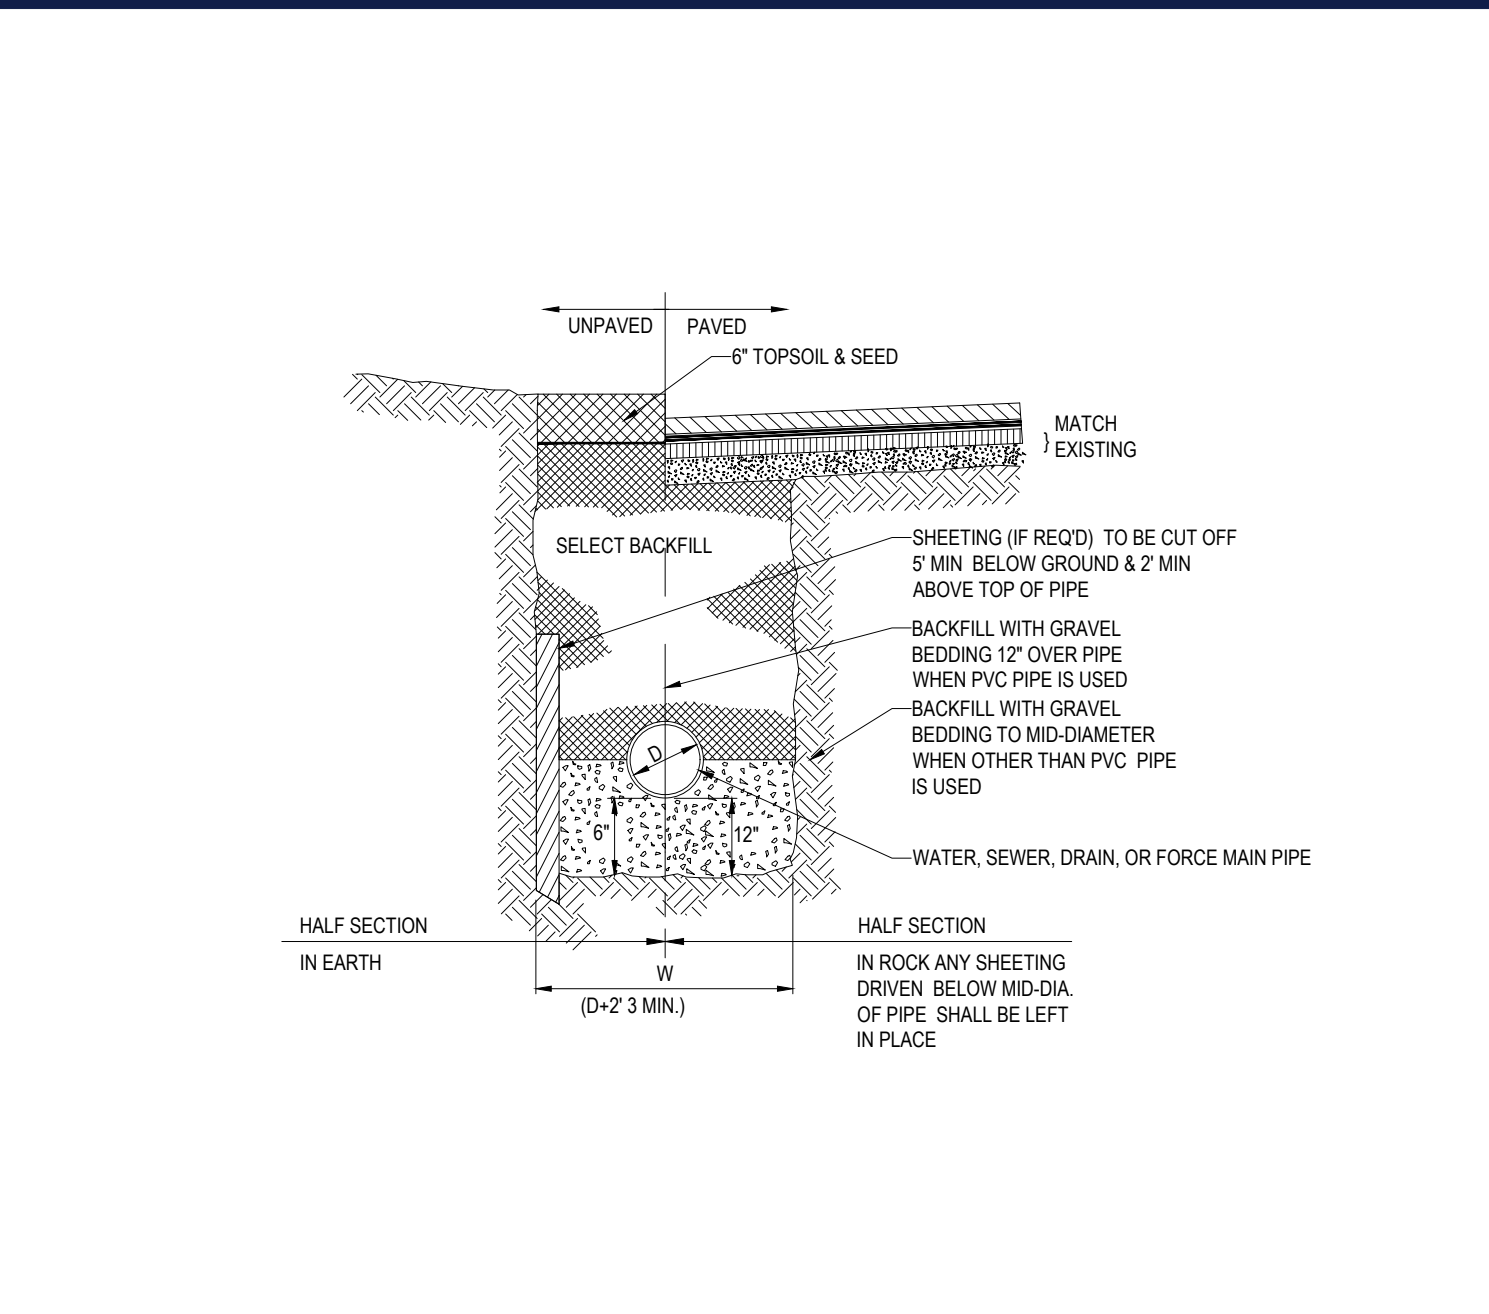 UNPAVED PAVED
6" TOPSOIL & SEED
MATCH
} EXISTING
SELECT BACKFILL
SHEETING (IF REQ'D) TO BE CUT OFF
5' MIN BELOW GROUND & 2' MIN
ABOVE TOP OF PIPE
BACKFILL WITH GRAVEL
BEDDING 12" OVER PIPE
WHEN PVC PIPE IS USED
BACKFILL WITH GRAVEL
BEDDING TO MID-DIAMETER
WHEN OTHER THAN PVC PIPE
IS USED
D
6" 12"
WATER, SEWER, DRAIN, OR FORCE MAIN PIPE
HALF SECTION
IN EARTH
W
(D+2' 3 MIN.)
HALF SECTION
IN ROCK ANY SHEETING
DRIVEN BELOW MID-DIA.
OF PIPE SHALL BE LEFT
IN PLACE